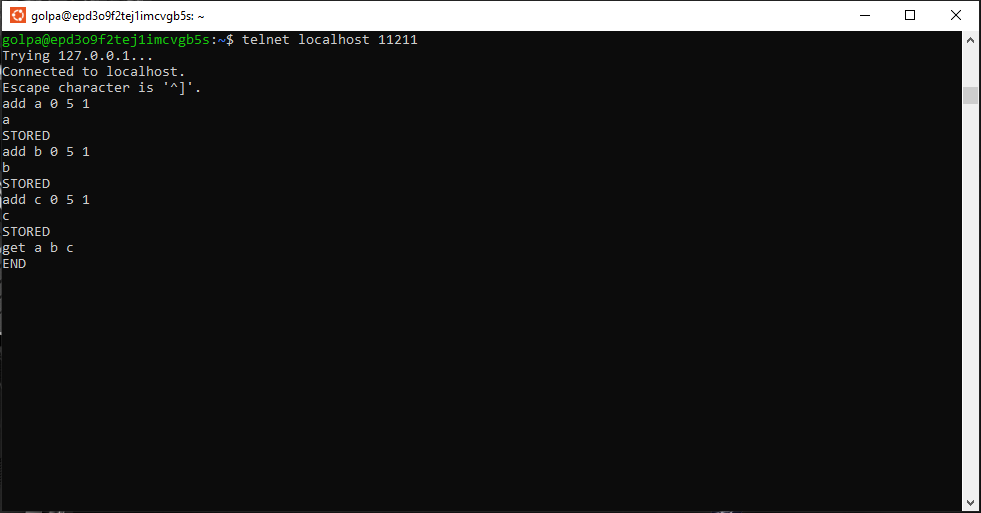 golpa@epd3o9f2tej1imcvgb5s: ~
golpa@epd3o9f2tej1imcvgb5s:~$ telnet localhost 11211
Trying 127.0.0.1...
Connected to localhost.
Escape character is '^]'.
add a 0 5 1
a
STORED
add b 0 5 1
b
STORED
add c 0 5 1
c
STORED
get a b c
END